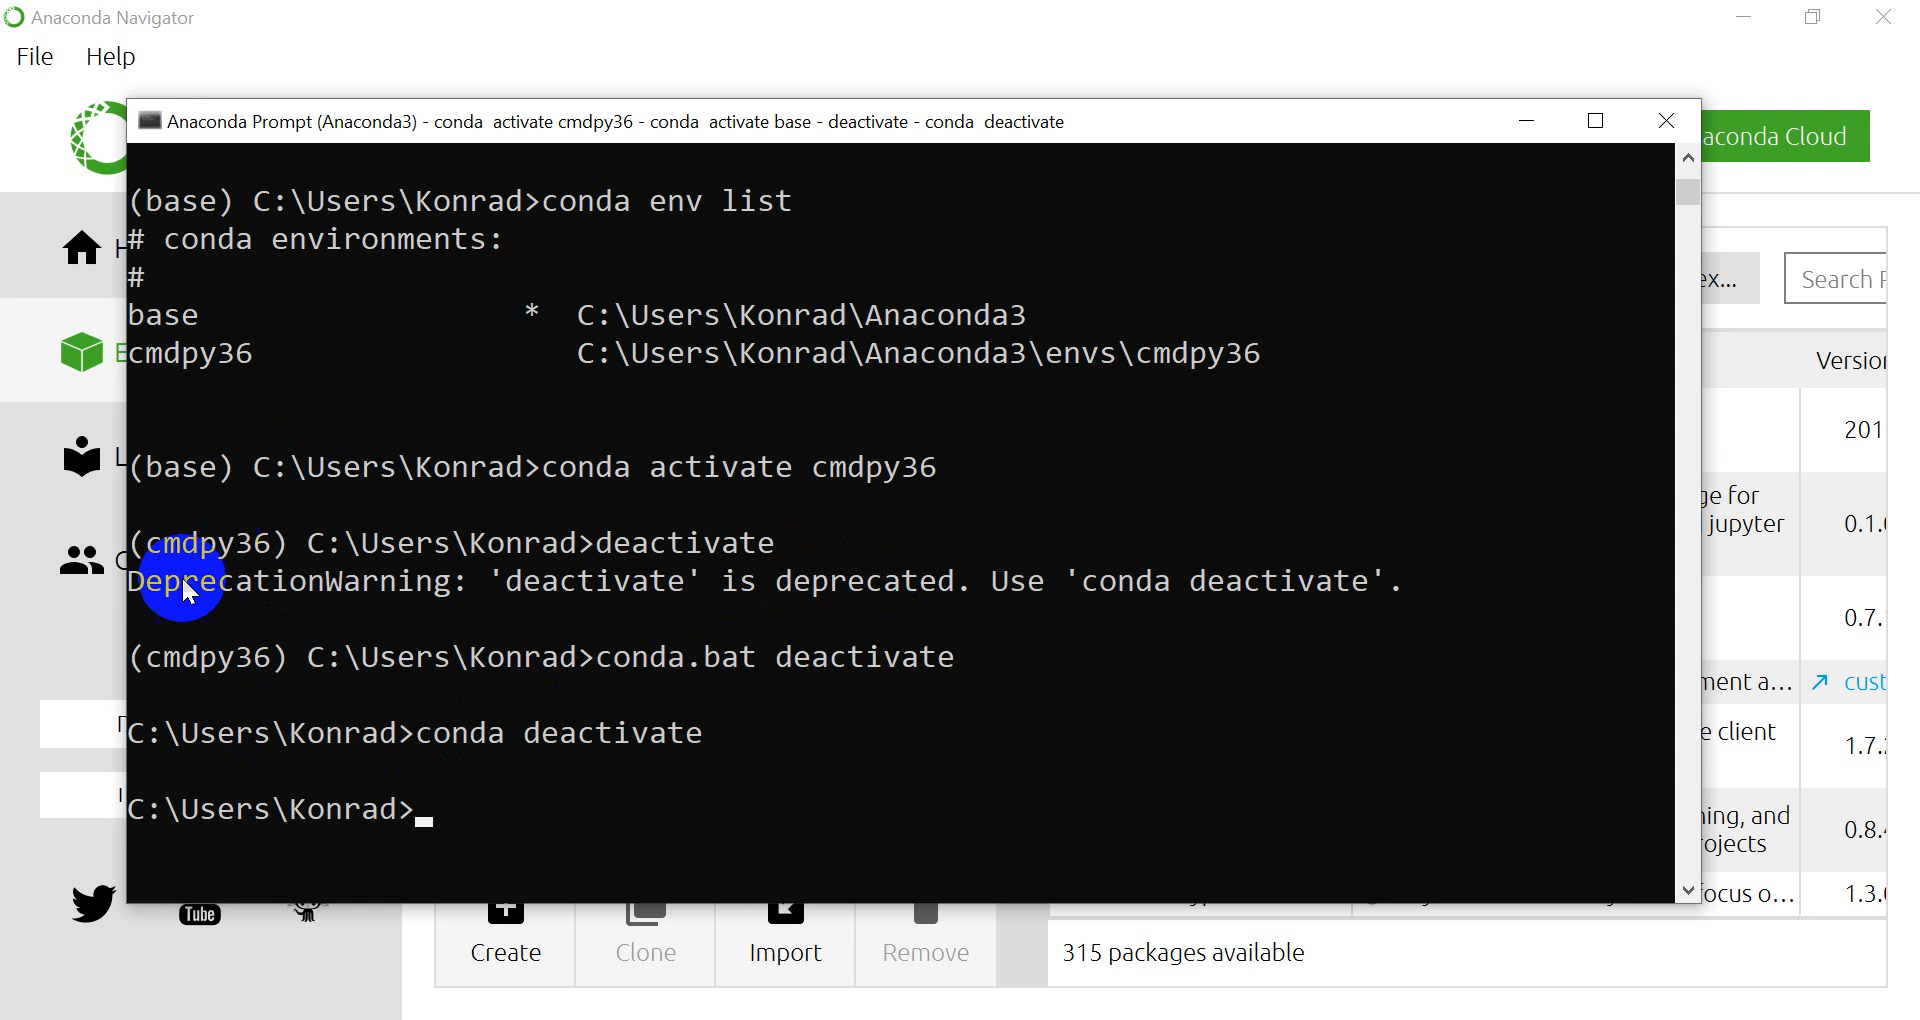 Anaconda Navigator
File Help
Anaconda Prompt (Anaconda3) - conda  activate cmdpy36 - conda  activate base - deactivate - conda  deactivate
aconda Cloud
(base) C:\Users\Konrad>conda env list
# conda environments:
#
base                  *  C:\Users\Konrad\Anaconda3
cmdpy36                  C:\Users\Konrad\Anaconda3\envs\cmdpy36
(base) C:\Users\Konrad>conda activate cmdpy36
(cmdpy36) C:\Users\Konrad>deactivate
DeprecationWarning: 'deactivate' is deprecated. Use 'conda deactivate'.
(cmdpy36) C:\Users\Konrad>conda.bat deactivate
C:\Users\Konrad>conda deactivate
C:\Users\Konrad>
ex...
Search
Version
201
ge for
jupyter
0.1.
0.7.
ment a...
cust
e client
1.7.
ning, and
rojects
0.8.
focus o...
1.3.
Tube
Create
Clone
Import
Remove
315 packages available